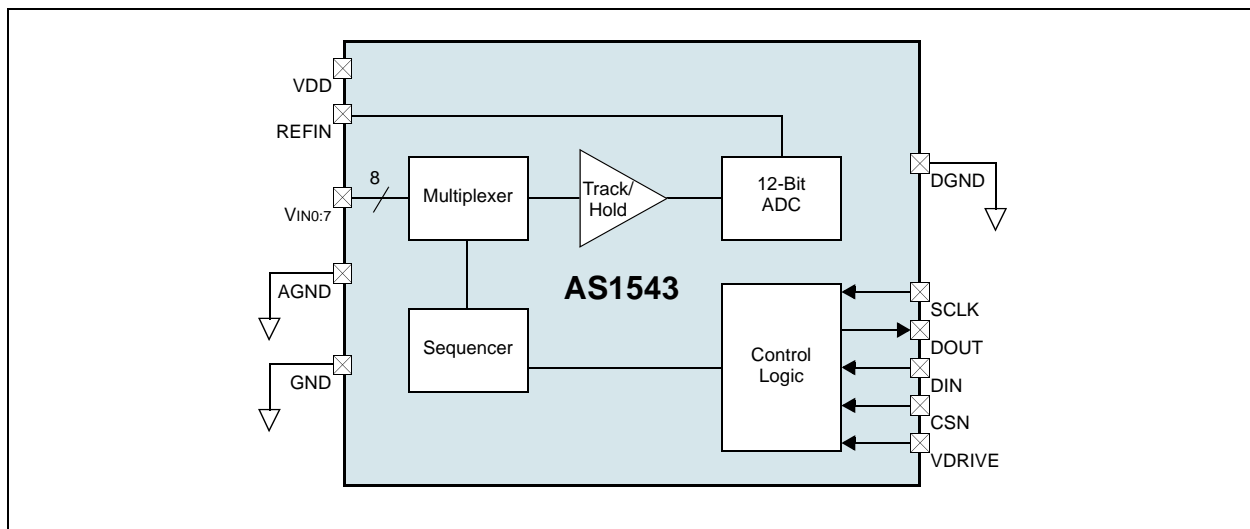 VDD
REFIN
8
VIN0:7
Multiplexer
Track/
Hold
12-Bit
ADC
DGND
AGND
AS1543
GND
Sequencer
Control
Logic
SCLK
DOUT
DIN
CSN
VDRIVE